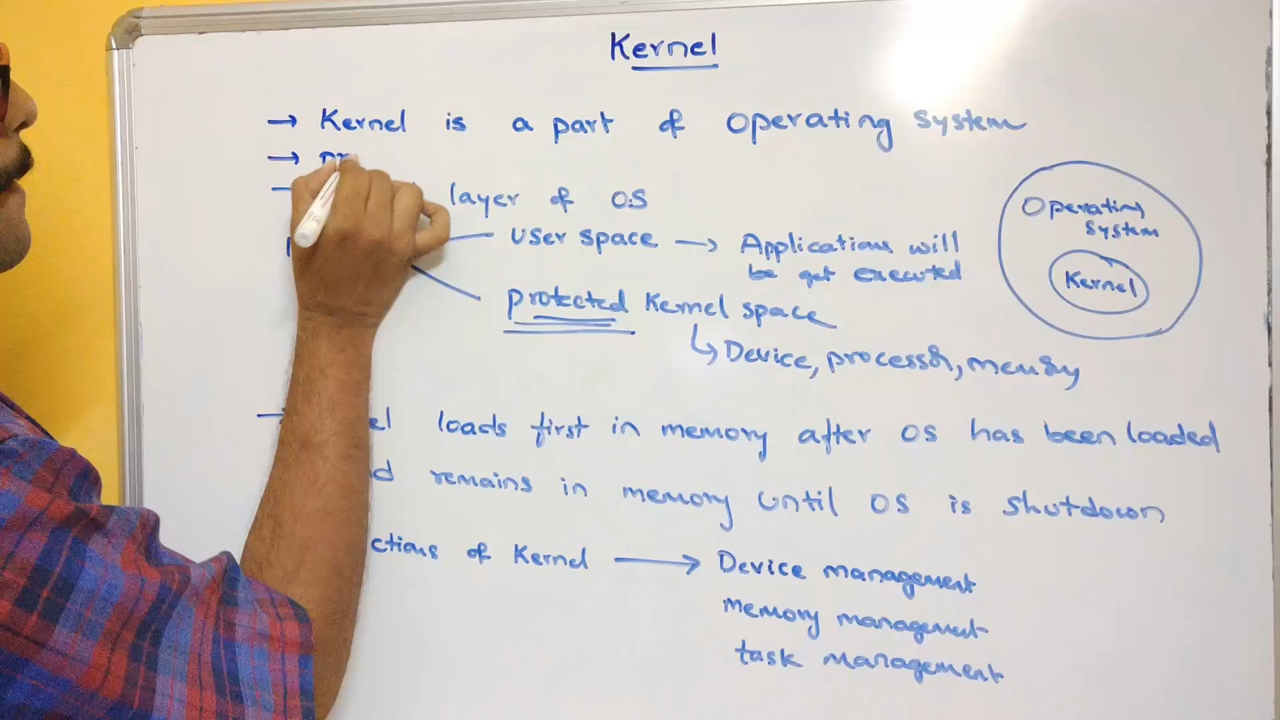 Kernel
→ Kernel is a part of operating system
→ pr
layer of OS
User space → Applications will
be get executed
protected Kernel space
↳ Device, processor, memory
Operating
system
Kernel
loads first in memory after OS has been loaded
remains in memory until OS is shutdown
of Kernel → Device management
memory management
task management